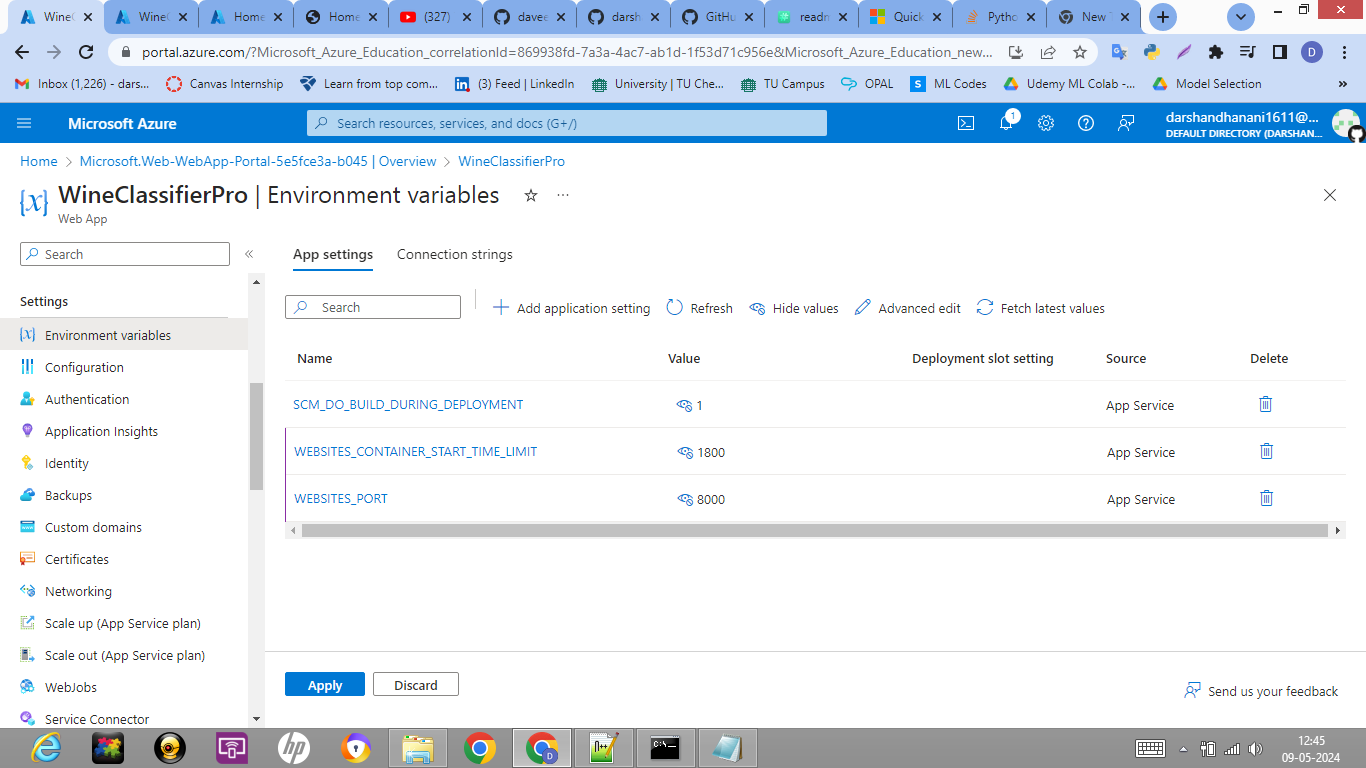 WineC
WineC
Home
Home
(327)
davee
darsh
GitHu
readm
Quick
Pytho
New T
portal.azure.com/?Microsoft_Azure_Education_correlationId=869938fd-7a3a-4ac7-ab1d-1f53d71c956e&Microsoft_Azure_Education_new...
D
Inbox (1,226) - dars...
Canvas Internship
Learn from top com...
(3) Feed | LinkedIn
University | TU Che...
TU Campus
OPAL
S ML Codes
Udemy ML Colab -...
Model Selection
»
Microsoft Azure
Search resources, services, and docs (G+/)
1
darshandhanani1611@...
DEFAULT DIRECTORY (DARSHAN...
Home > Microsoft.Web-WebApp-Portal-5e5fce3a-b045 | Overview > WineClassifierPro
WineClassifierPro | Environment variables
Web App
Search
«
Settings
Environment variables
Configuration
Authentication
Application Insights
Identity
Backups
Custom domains
Certificates
Networking
Scale up (App Service plan)
Scale out (App Service plan)
WebJobs
Service Connector
App settings
Connection strings
Search
Add application setting
Refresh
Hide values
Advanced edit
Fetch latest values
Name Value Deployment slot setting Source Delete
SCM_DO_BUILD_DURING_DEPLOYMENT 1 App Service
WEBSITES_CONTAINER_START_TIME_LIMIT 1800 App Service
WEBSITES_PORT 8000 App Service
Apply
Discard
Send us your feedback
hp
D
C:\.
12:45
09-05-2024